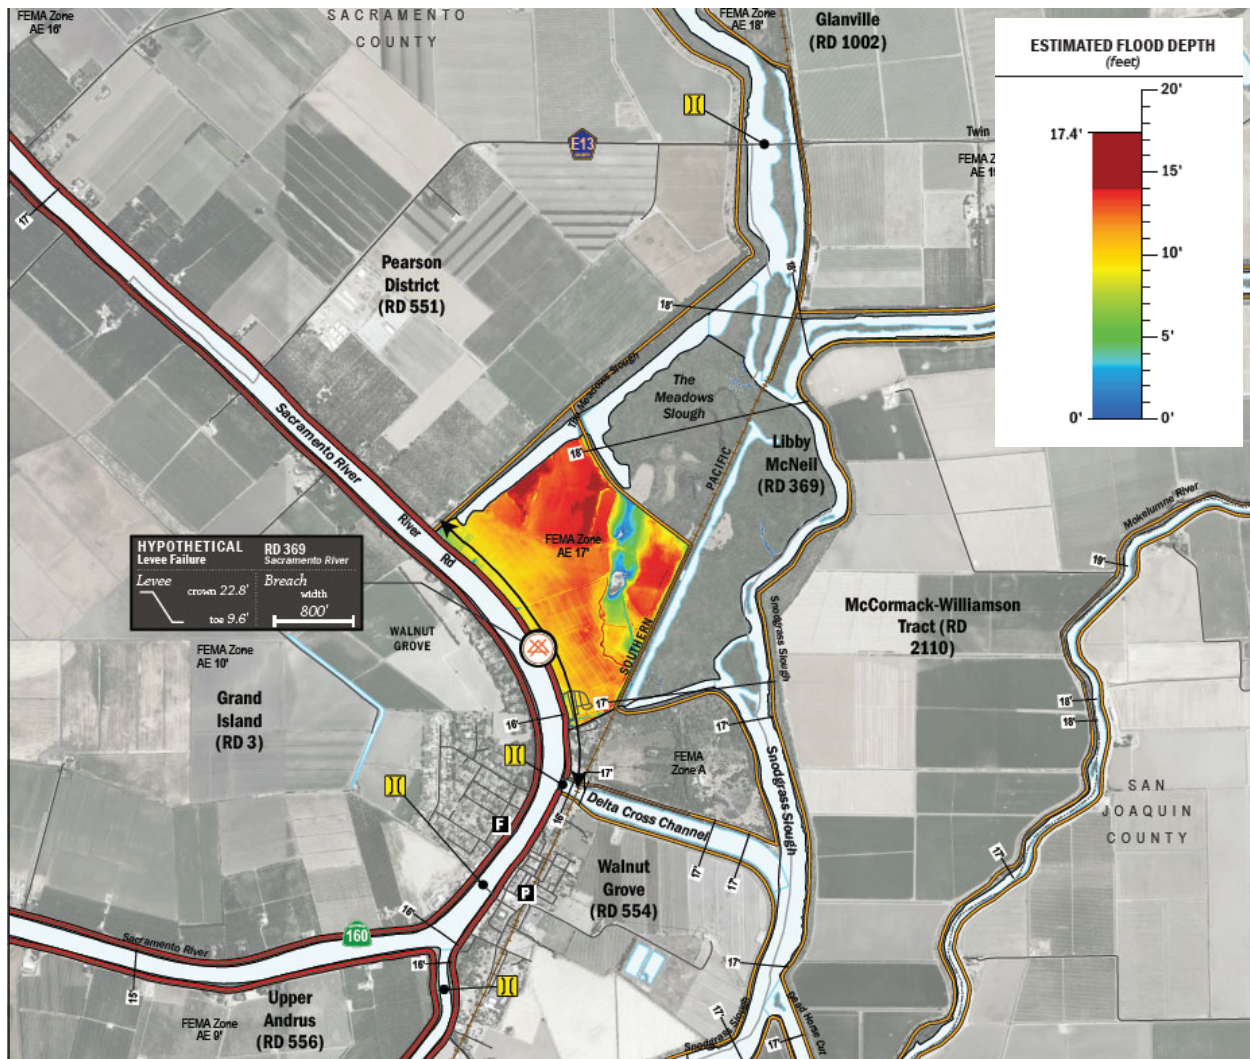 FEMA Zone
AE 16'
SACRAMENTO
COUNTY
FEMA Zone
AE 18'
Glanville
(RD 1002)
ESTIMATED FLOOD DEPTH
(feet)
20'
17.4'
15'
10'
5'
0'
0'
E13
Twin
FEMA Z
17'
Pearson
District
(RD 551)
18'
18'
The Meadows Slough
The
Meadows
Slough
Sacramento River
18'
PACIFIC
Libby
McNeil
(RD 369)
Mokelumne River
River
Rd
FEMA Zone
AE 17'
HYPOTHETICAL
Levee Failure
RD 369
Sacramento River
Levee
crown 22.8'
toe 9.6'
Breach
width
800'
19'
WALNUT
GROVE
SOUTHERN
Snodgrass Slough
McCormack-Williamson
Tract (RD
2110)
FEMA Zone
AE 10'
Grand
Island
(RD 3)
17'
16'
17'
18'
18'
FEMA
Zone A
Snodgrass Slough
17'
SAN
JOAQUIN
COUNTY
Delta Cross Channel
16'
F
17'
17'
17'
Walnut
Grove
(RD 554)
P
16'
160
Sacramento River
15'
16'
17'
Upper
Andrus
(RD 556)
FEMA Zone
AE 9'
17'
Snodgrass Slough
Dead Horse Cut
17'